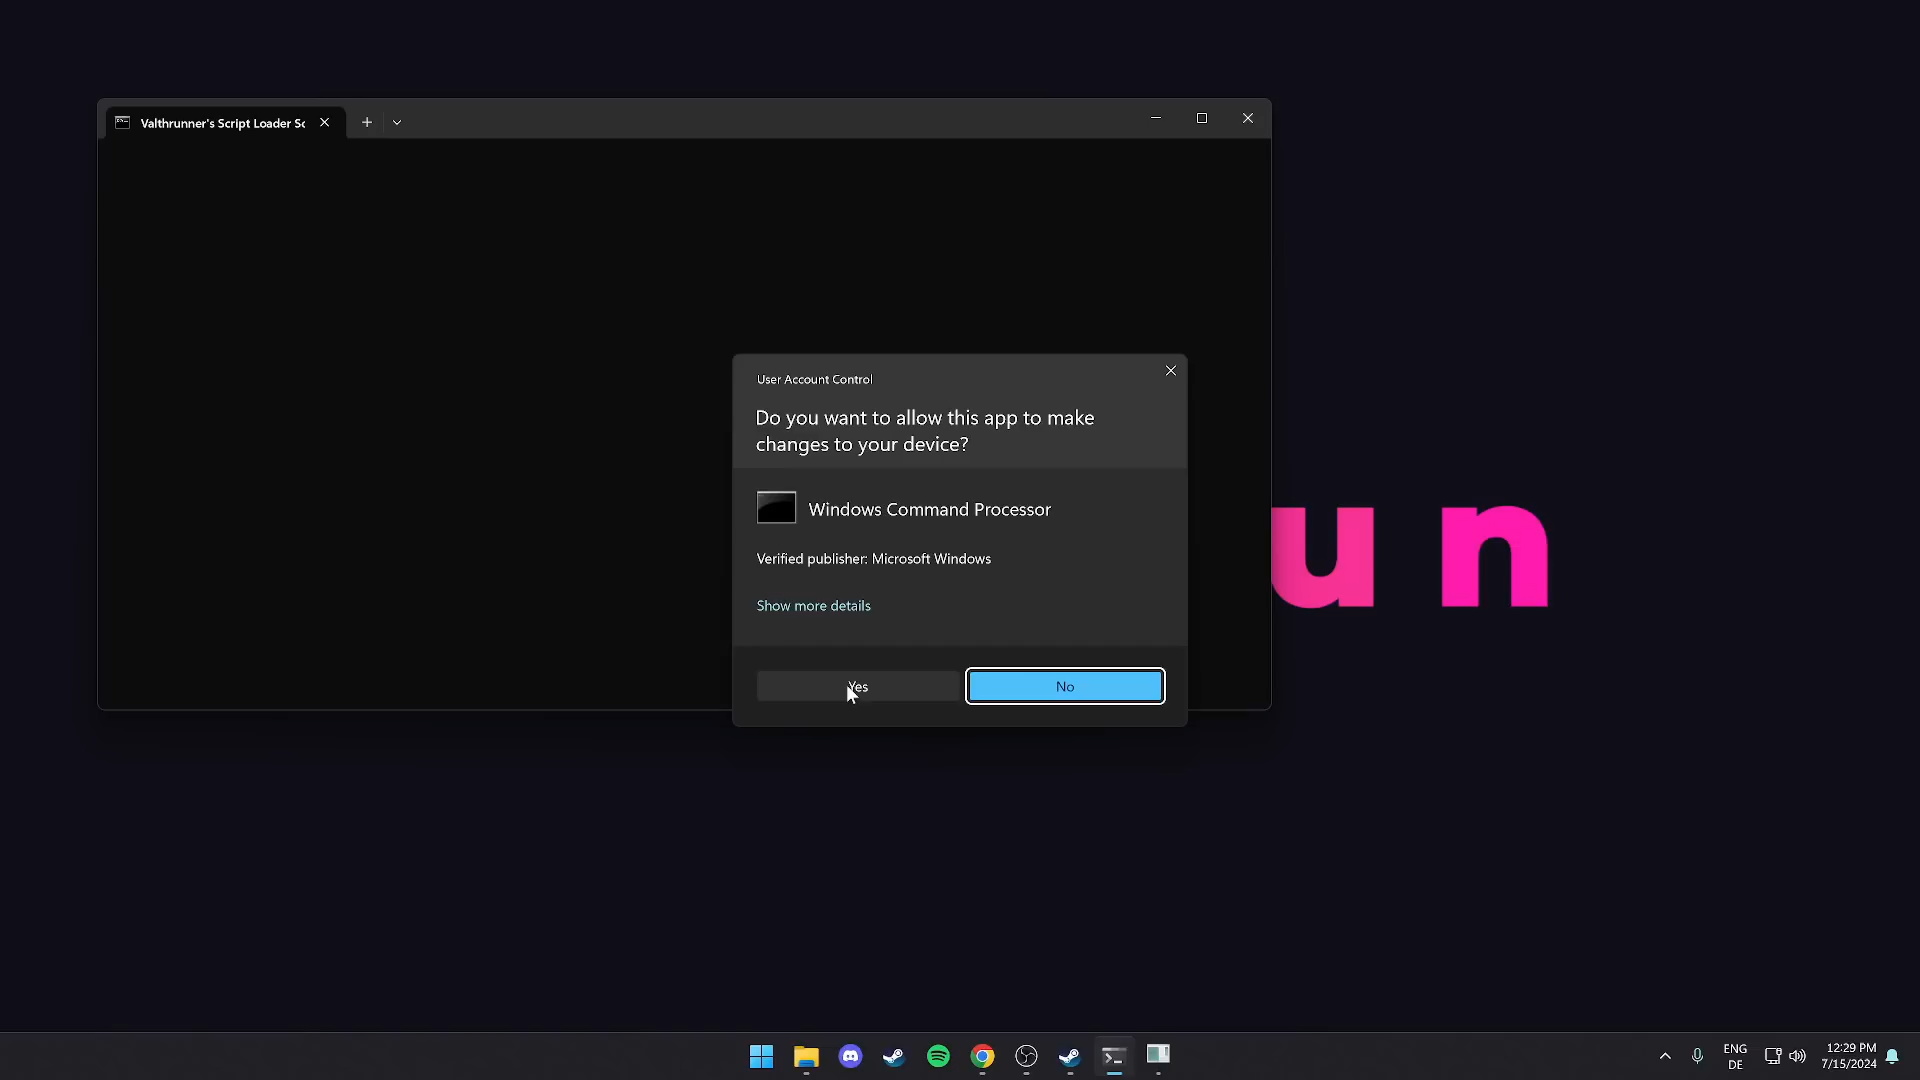 Valthrunner's Script Loader Sc
User Account Control
Do you want to allow this app to make
changes to your device?
Windows Command Processor
Verified publisher: Microsoft Windows
Show more details
Yes
No
un
ENG
DE
12:29 PM
7/15/2024